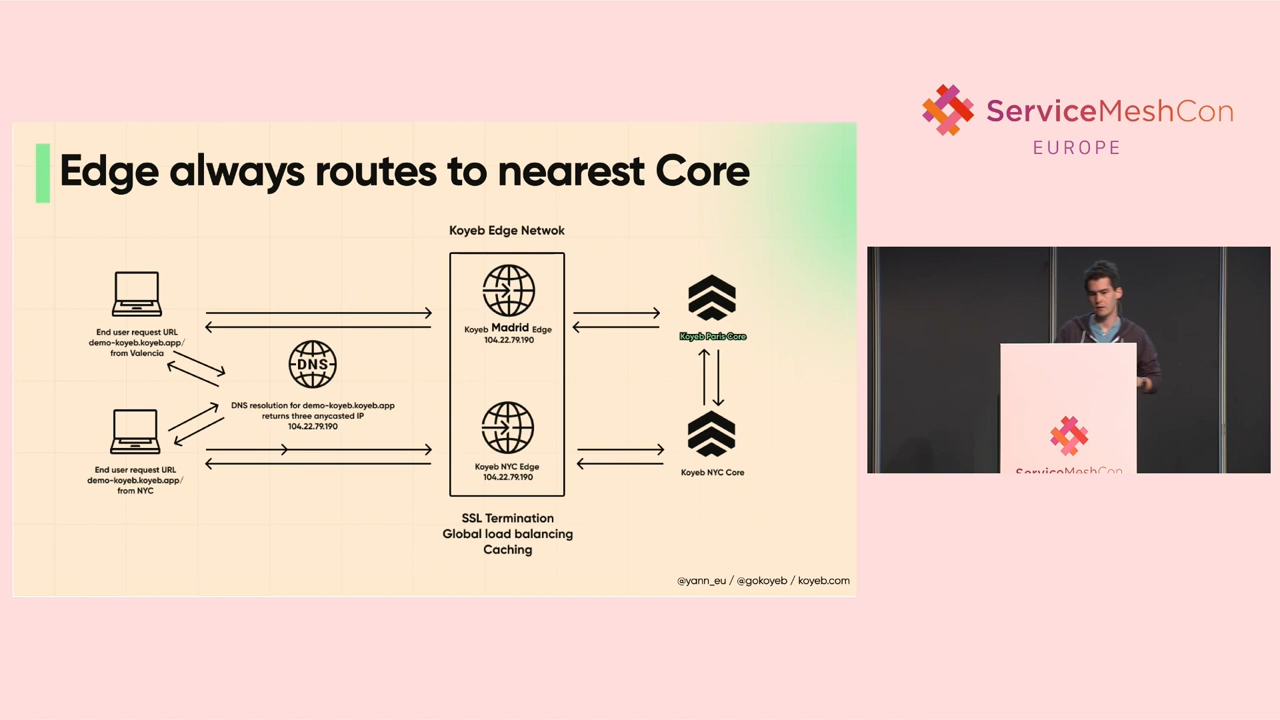 Edge always routes to nearest Core
Koyeb Edge Netwok
End user request URL
demo-koyeb.koyeb.app/
from Valencia
Koyeb Madrid Edge
104.22.79.190
Koyeb Paris Core
DNS
DNS resolution for demo-koyeb.koyeb.app
returns three anycasted IP
104.22.79.190
End user request URL
demo-koyeb.koyeb.app/
from NYC
Koyeb NYC Edge
104.22.79.190
Koyeb NYC Core
SSL Termination
Global load balancing
Caching
@yann_eu / @gokoyeb / koyeb.com
ServiceMeshCon
EUROPE
ServiceMeshCon